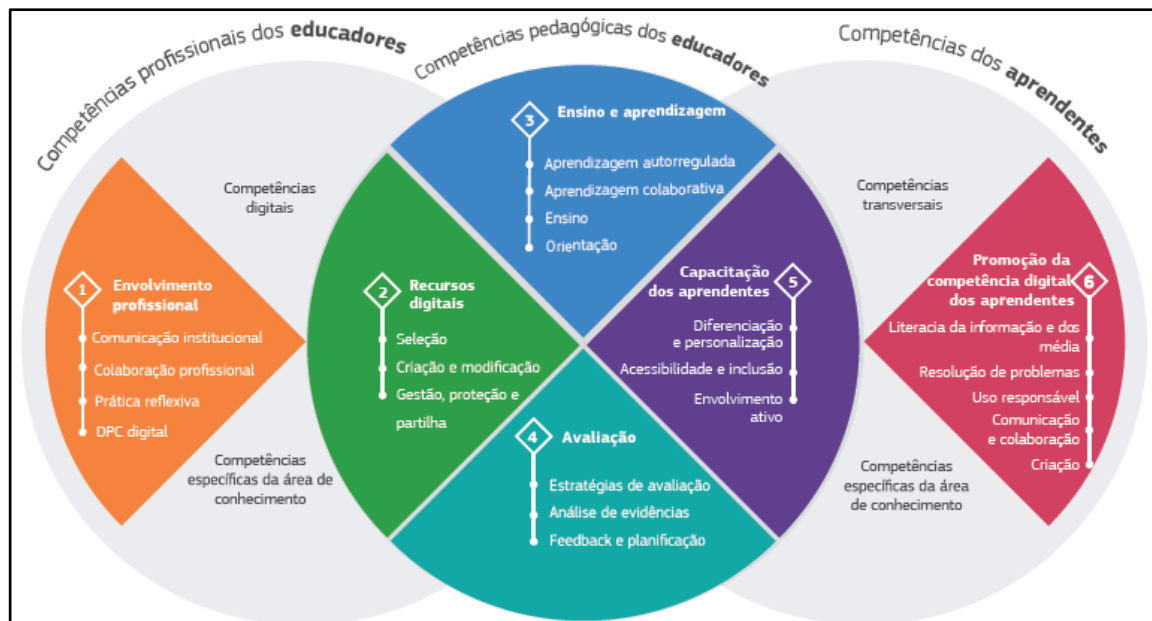 Competências profissionais dos educadores
Competências pedagógicas dos educadores
Competências dos aprendentes
Competências
digitais
Competências
específicas da área de
conhecimento
1
Envolvimento
profissional
Comunicação institucional
Colaboração profissional
Prática reflexiva
DPC digital
2
Recursos
digitais
Seleção
Criação e modificação
Gestão, proteção e
partilha
3
Ensino e aprendizagem
Aprendizagem autorregulada
Aprendizagem colaborativa
Ensino
Orientação
4
Avaliação
Estratégias de avaliação
Análise de evidências
Feedback e planificação
Capacitação
dos aprendentes
5
Diferenciação
e personalização
Acessibilidade e inclusão
Envolvimento
ativo
Competências
transversais
Competências
específicas da área
de conhecimento
Promoção da
competência digital
dos aprendentes
6
Literacia da informação e dos
média
Resolução de problemas
Uso responsável
Comunicação
e colaboração
Criação